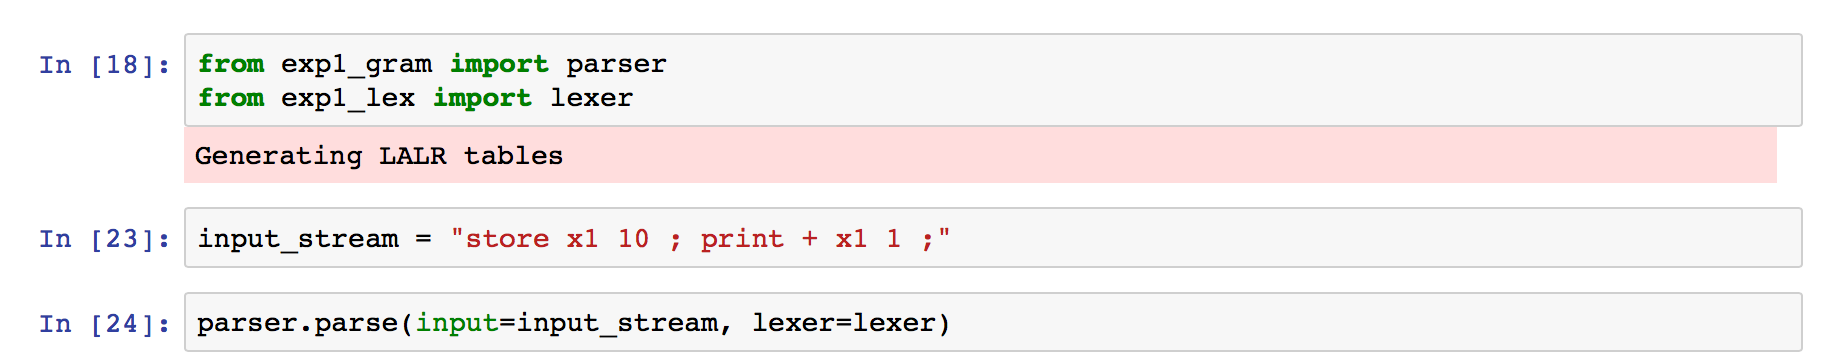 In [18]: from exp1_gram import parser
from exp1_lex import lexer
Generating LALR tables
In [23]: input_stream = "store x1 10 ; print + x1 1 ;"
In [24]: parser.parse(input=input_stream, lexer=lexer)